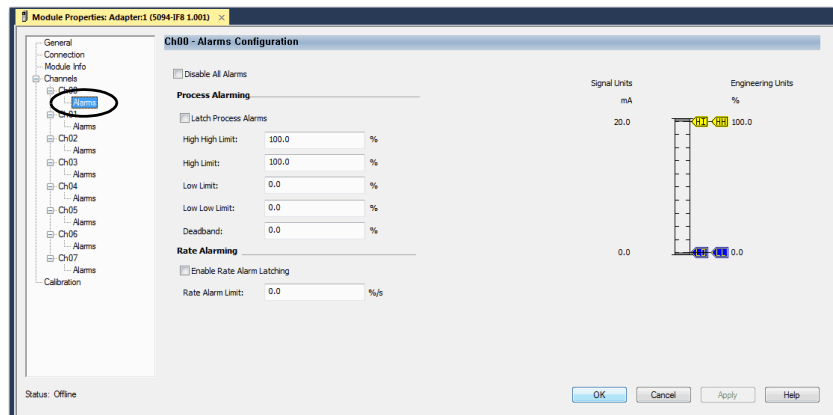 Module Properties: Adapter:1 (5094-IF8 1.001) ×
General
Connection
Module Info
Channels
Ch00
Alarms
Ch01
Alarms
Ch02
Alarms
Ch03
Alarms
Ch04
Alarms
Ch05
Alarms
Ch06
Alarms
Ch07
Alarms
Calibration
Ch00 - Alarms Configuration
Disable All Alarms
Process Alarming
Latch Process Alarms
High High Limit: 100.0 %
High Limit: 100.0 %
Low Limit: 0.0 %
Low Low Limit: 0.0 %
Deadband: 0.0 %
Rate Alarming
Enable Rate Alarm Latching
Rate Alarm Limit: 0.0 %/s
Signal Units Engineering Units
mA %
20.0 HI HH 100.0
0.0 LO LL 0.0
Status: Offline
OK Cancel Apply Help